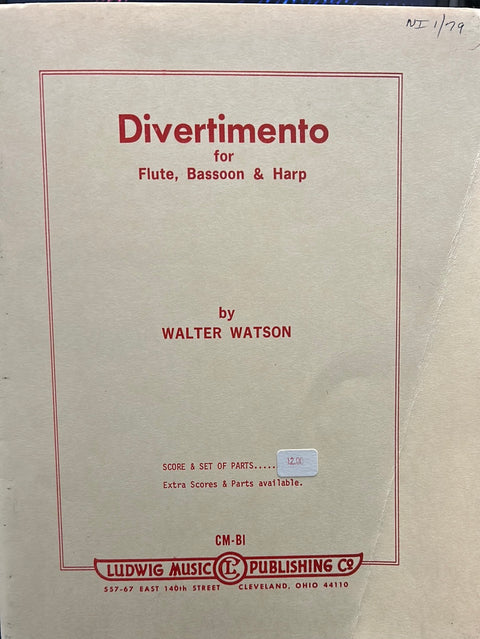 NI 1/79
Divertimento
for
Flute, Bassoon & Harp
by
WALTER WATSON
SCORE & SET OF PARTS..... 12.00
Extra Scores & Parts available.
CM-BI
LUDWIG MUSIC L PUBLISHING CO
557-67 EAST 140th STREET CLEVELAND, OHIO 44110